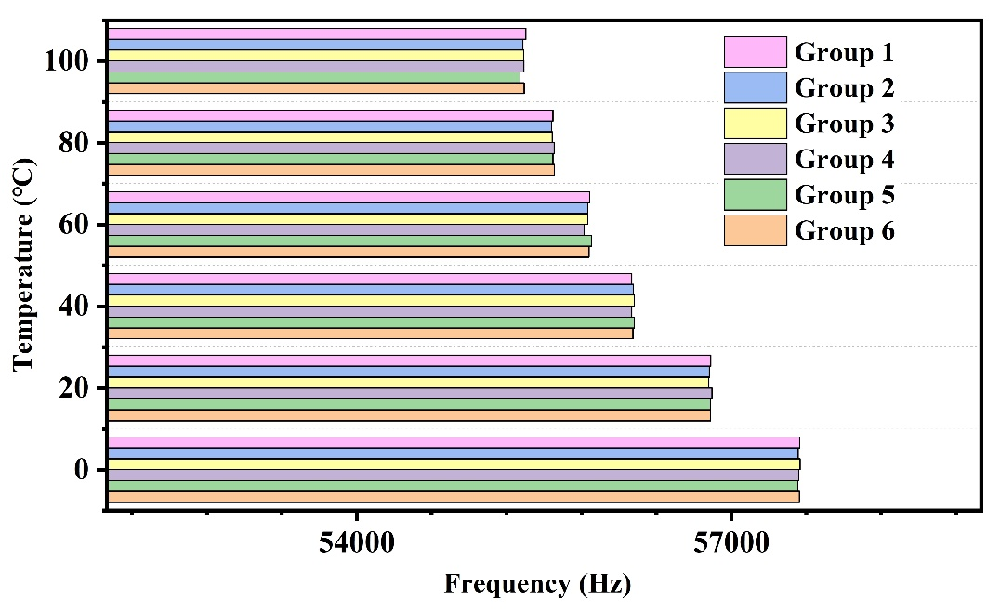 100
80
60
40
20
0
Temperature (℃)
54000
57000
Frequency (Hz)
Group 1
Group 2
Group 3
Group 4
Group 5
Group 6